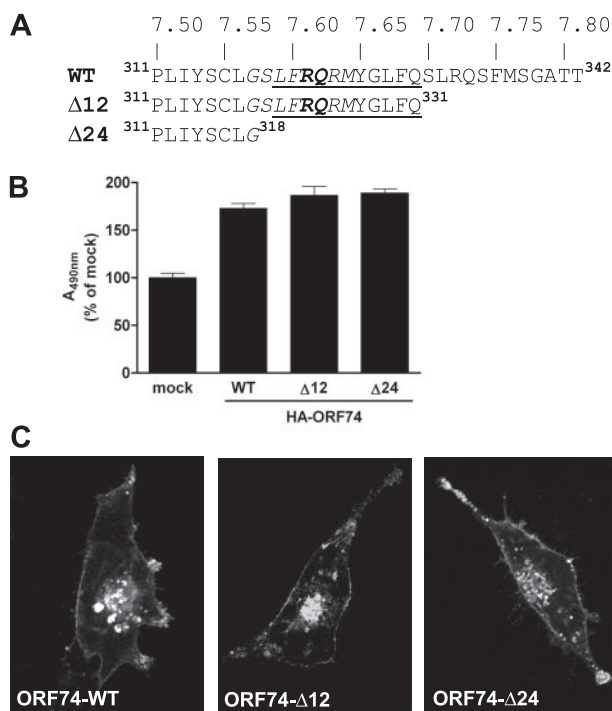 A
7.50 7.55 7.60 7.65 7.70 7.75 7.80
WT 311PLIYSCLGSLFRQRMYGLFQSLRQSFMSGATT342
Δ12 311PLIYSCLGSLFRQRMYGLFQ331
Δ24 311PLIYSCLG318
B
200
150
100
50
0
A490nm
(% of mock)
mock WT Δ12 Δ24
HA-ORF74
C
ORF74-WT ORF74-Δ12 ORF74-Δ24